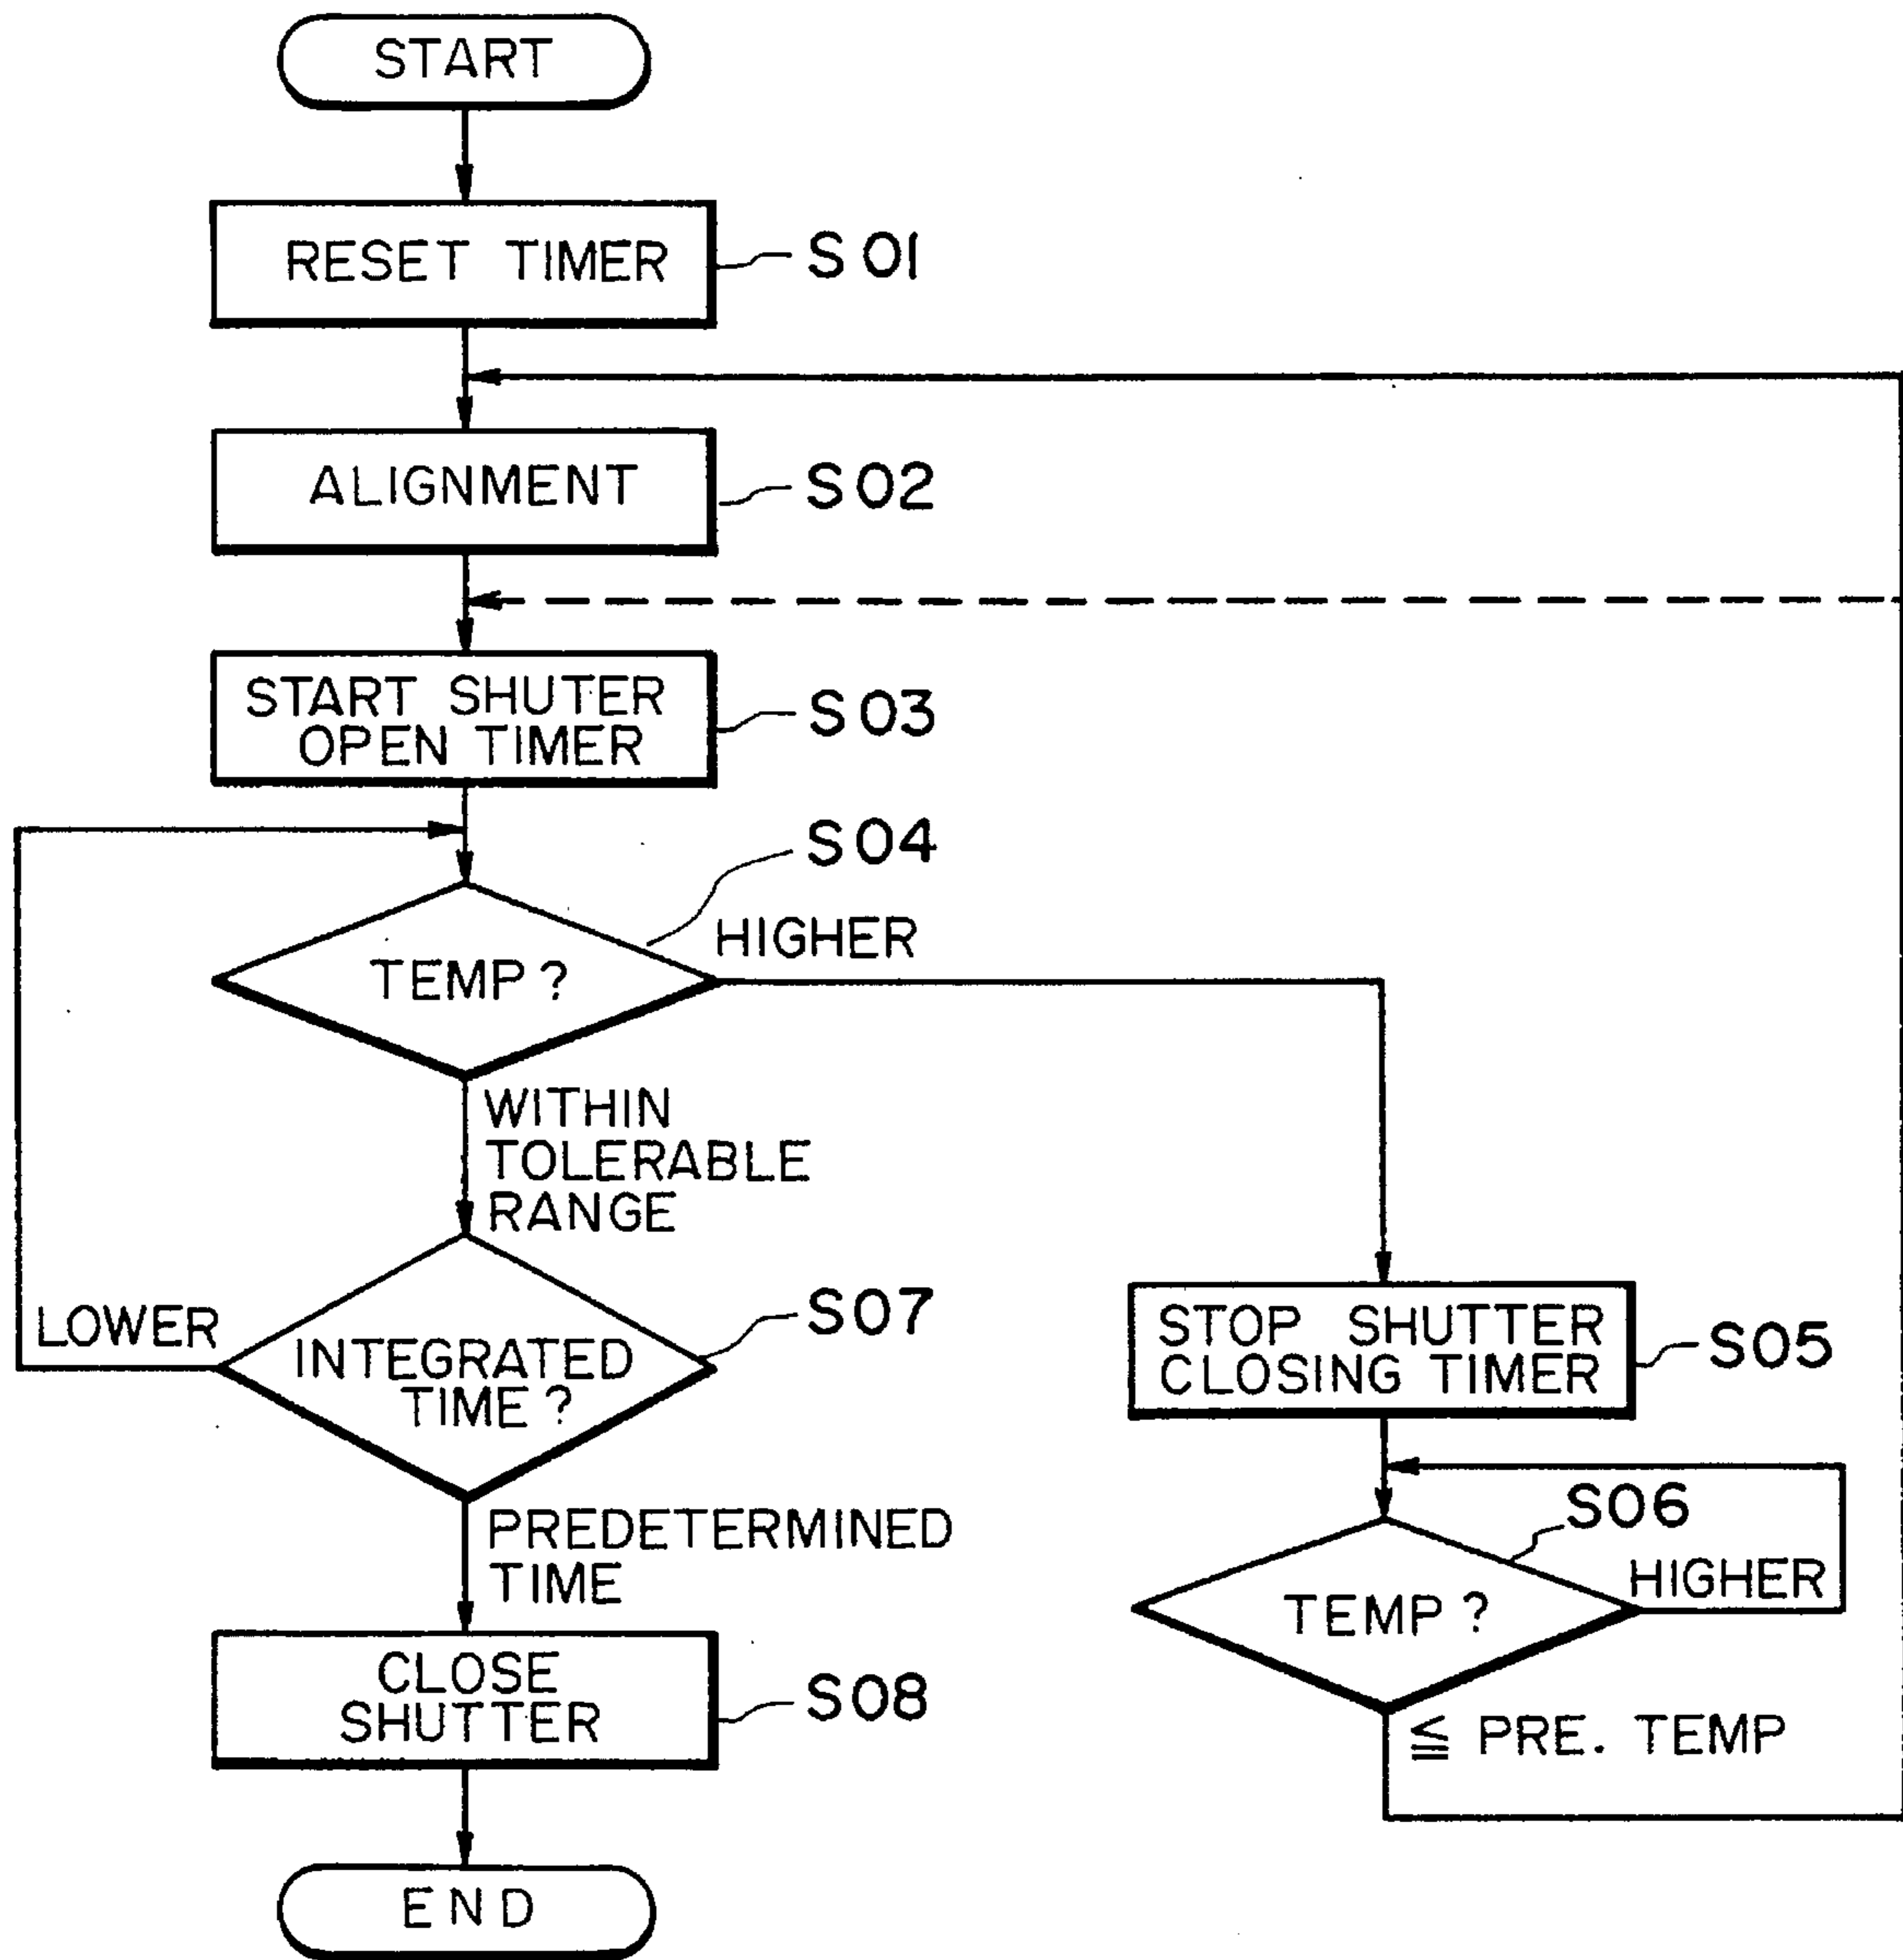 START
RESET TIMER
S01
ALIGNMENT
S02
START SHUTER
OPEN TIMER
S03
S04
HIGHER
TEMP?
WITHIN
TOLERABLE
RANGE
LOWER
INTEGRATED
TIME?
S07
STOP SHUTTER
CLOSING TIMER
S05
PREDETERMINED
TIME
S06
HIGHER
TEMP?
CLOSE
SHUTTER
S08
≦ PRE. TEMP
END